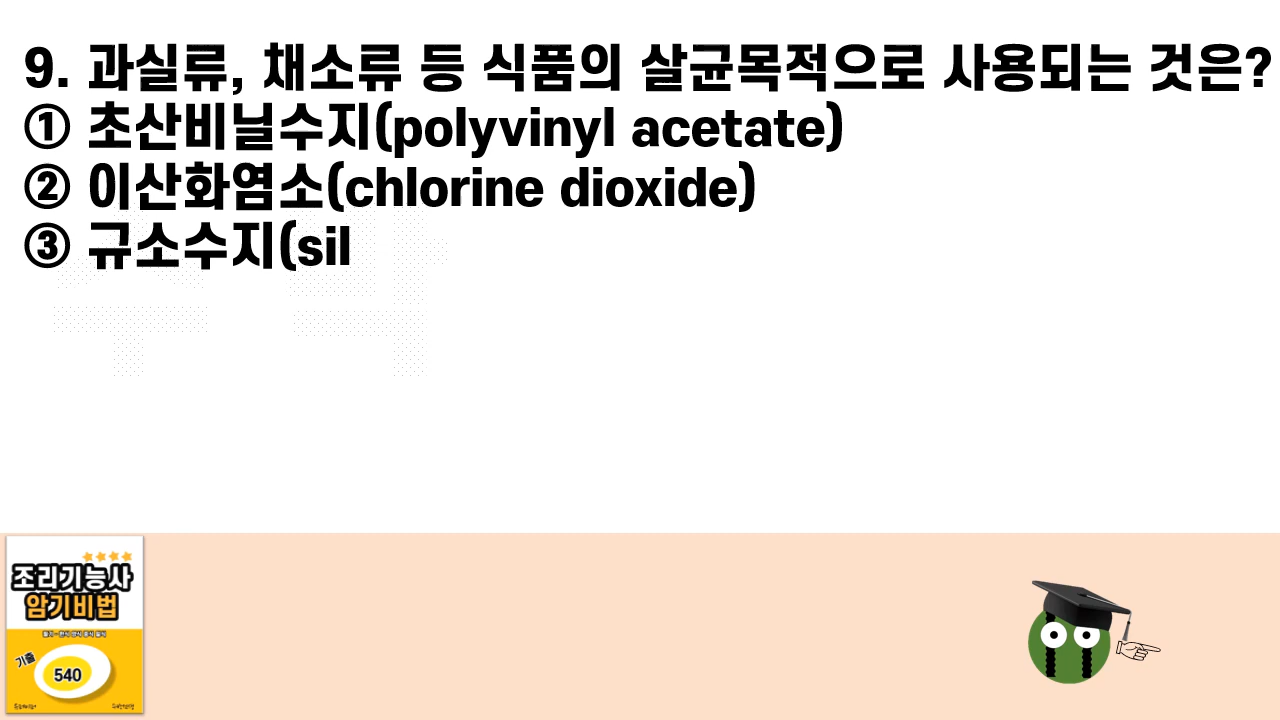 9. 과실류, 채소류 등 식품의 살균목적으로 사용되는 것은?
① 초산비닐수지(polyvinyl acetate)
② 이산화염소(chlorine dioxide)
③ 규소수지(sil
조리기능사
암기비법
기출
540